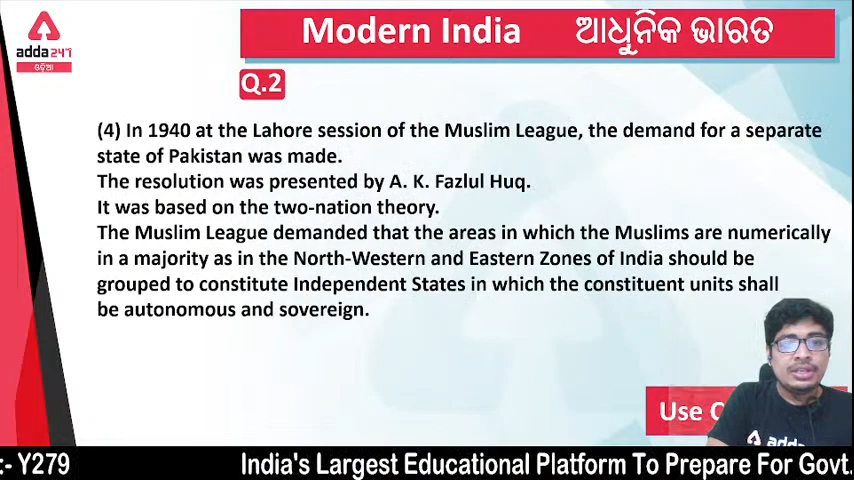 Modern India ଆଧୁନିକ ଭାରତ
adda247
ଓଡ଼ିଆ
Q.2
(4) In 1940 at the Lahore session of the Muslim League, the demand for a separate
state of Pakistan was made.
The resolution was presented by A. K. Fazlul Huq.
It was based on the two-nation theory.
The Muslim League demanded that the areas in which the Muslims are numerically
in a majority as in the North-Western and Eastern Zones of India should be
grouped to constitute Independent States in which the constituent units shall
be autonomous and sovereign.
Use
adda
:- Y279 India's Largest Educational Platform To Prepare For Govt.